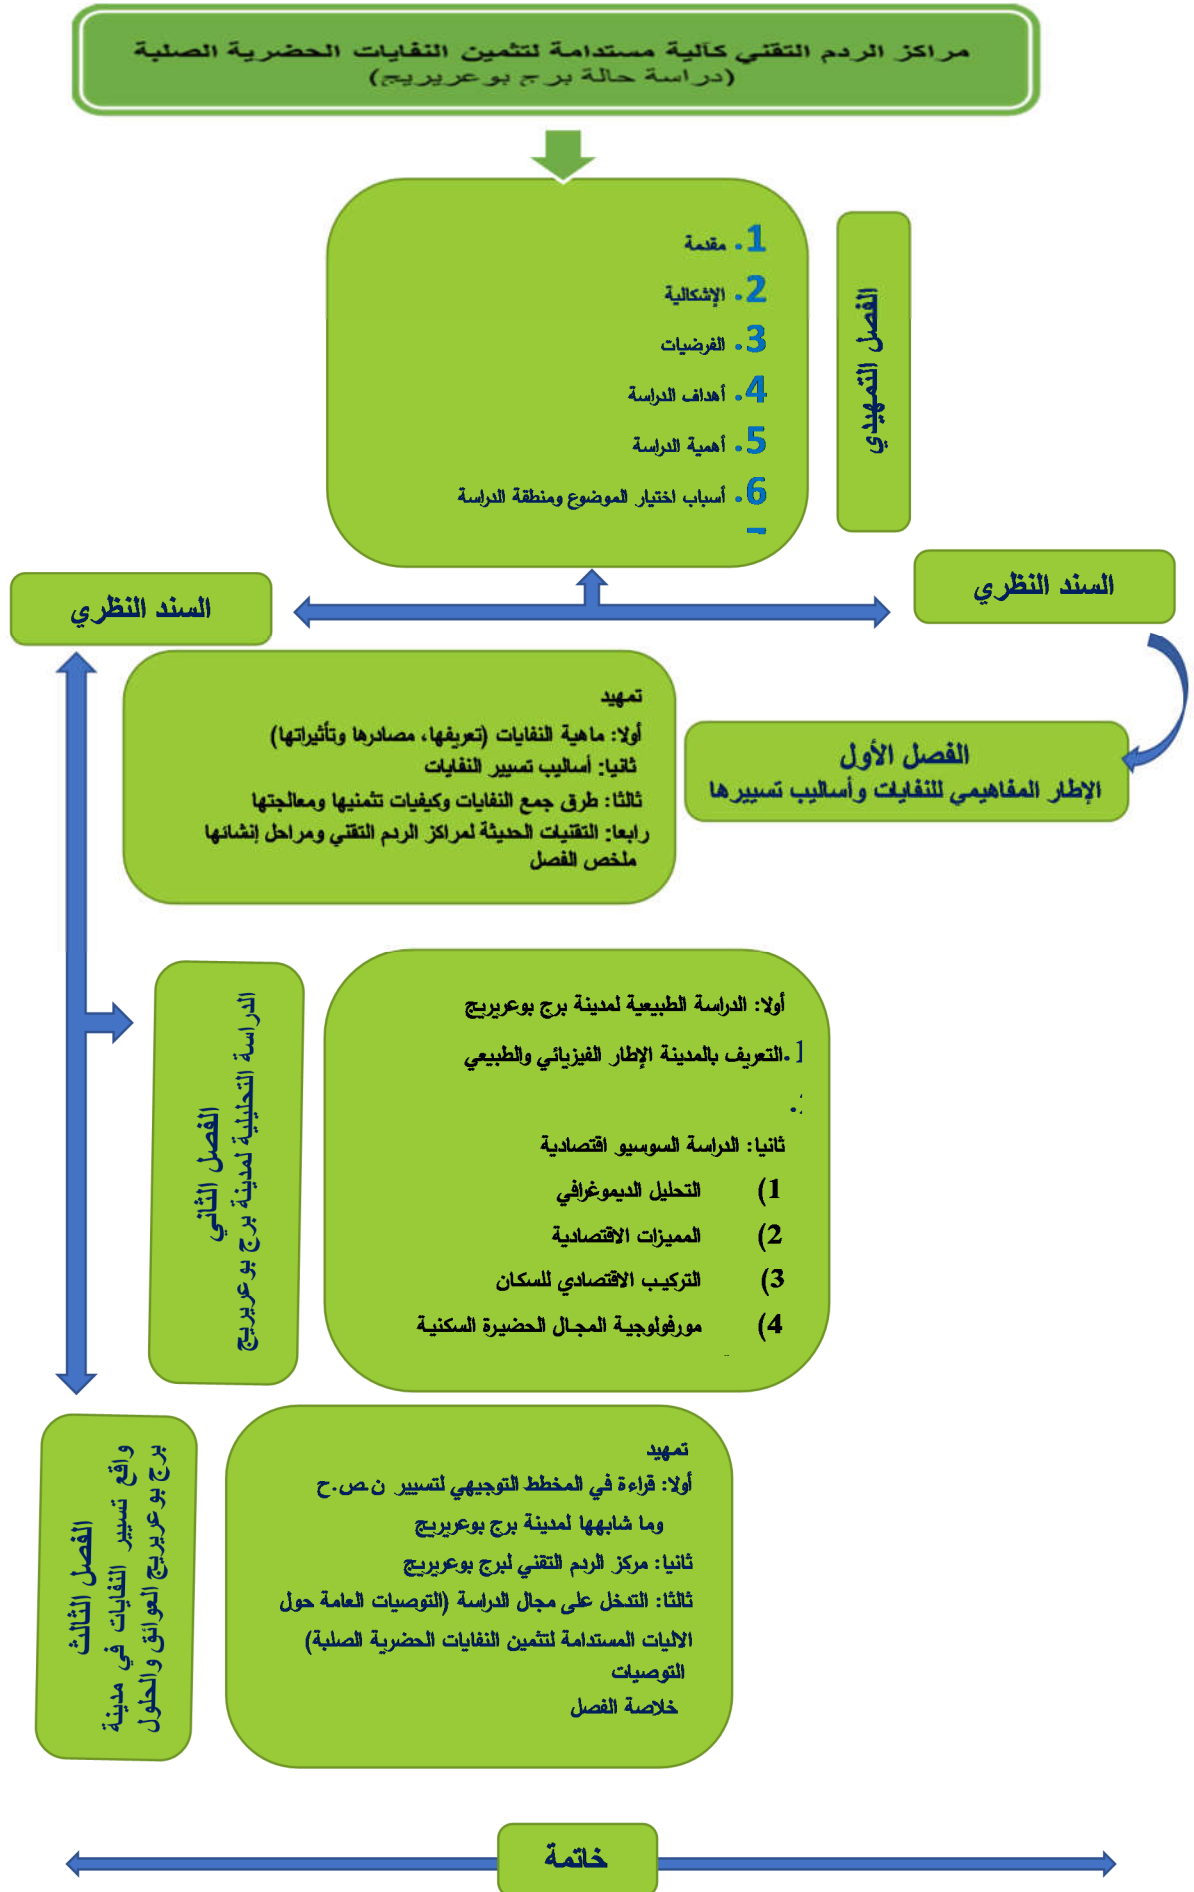 مراكز الردم التقني كآلية مستدامة لتثمين النفايات الحضرية الصلبة
(دراسة حالة برج بوعريريج)
الفصل التمهيدي
1. مقدمة
2. الإشكالية
3. الفرضيات
4. أهداف الدراسة
5. أهمية الدراسة
6. أسباب اختيار الموضوع ومنطقة الدراسة
السند النظري
السند النظري
الفصل الأول
الإطار المفاهيمي للنفايات وأساليب تسييرها
تمهيد
أولا: ماهية النفايات (تعريفها، مصادرها وتأثيراتها)
ثانيا: أساليب تسيير النفايات
ثالثا: طرق جمع النفايات وكيفيات تثمنيها ومعالجتها
رابعا: التقنيات الحديثة لمراكز الردم التقني ومراحل إنشائها
ملخص الفصل
الفصل الثاني
الدراسة التحليلية لمدينة برج بوعريريج
أولا: الدراسة الطبيعية لمدينة برج بوعريريج
1. التعريف بالمدينة الإطار الفيزيائي والطبيعي
ثانيا: الدراسة السوسيو اقتصادية
1) التحليل الديموغرافي
2) المميزات الاقتصادية
3) التركيب الاقتصادي للسكان
4) مورفولوجية المجال الحضيرة السكنية
الفصل الثالث
واقع تسيير النفايات في مدينة
برج بوعريريج العوائق والحلول
تمهيد
أولا: قراءة في المخطط التوجيهي لتسيير ن.ص.ح
وما شابهها لمدينة برج بوعريريج
ثانيا: مركز الردم التقني لبرج بوعريريج
ثالثا: التدخل على مجال الدراسة (التوصيات العامة حول
الاليات المستدامة لتثمين النفايات الحضرية الصلبة)
التوصيات
خلاصة الفصل
خاتمة